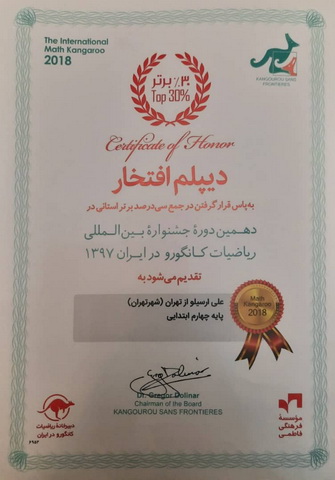 The International
Math Kangaroo
2018
KANGOUROU SANS
FRONTIERES
۳۰٪ برتر
Top 30%
Certificate of Honor
دیپلم افتخار
به پاس قرار گرفتن در جمع سی درصد برتر استانی در
دهمین دورهٔ جشنوارهٔ بین‌المللی
ریاضیات کانگورو در ایران ۱۳۹۷
تقدیم می‌شود به
علی ارسیلو از تهران (شهرتهران)
پایه چهارم ابتدایی
Math
Kangaroo
2018
Dr. Gregor Dolinar
Chairman of the Board
KANGOUROU SANS FRONTIERES
دبیرخانهٔ ریاضیات
کانگورو در ایران
۶۹۵۲
مؤسسهٔ
فرهنگی
فاطمی